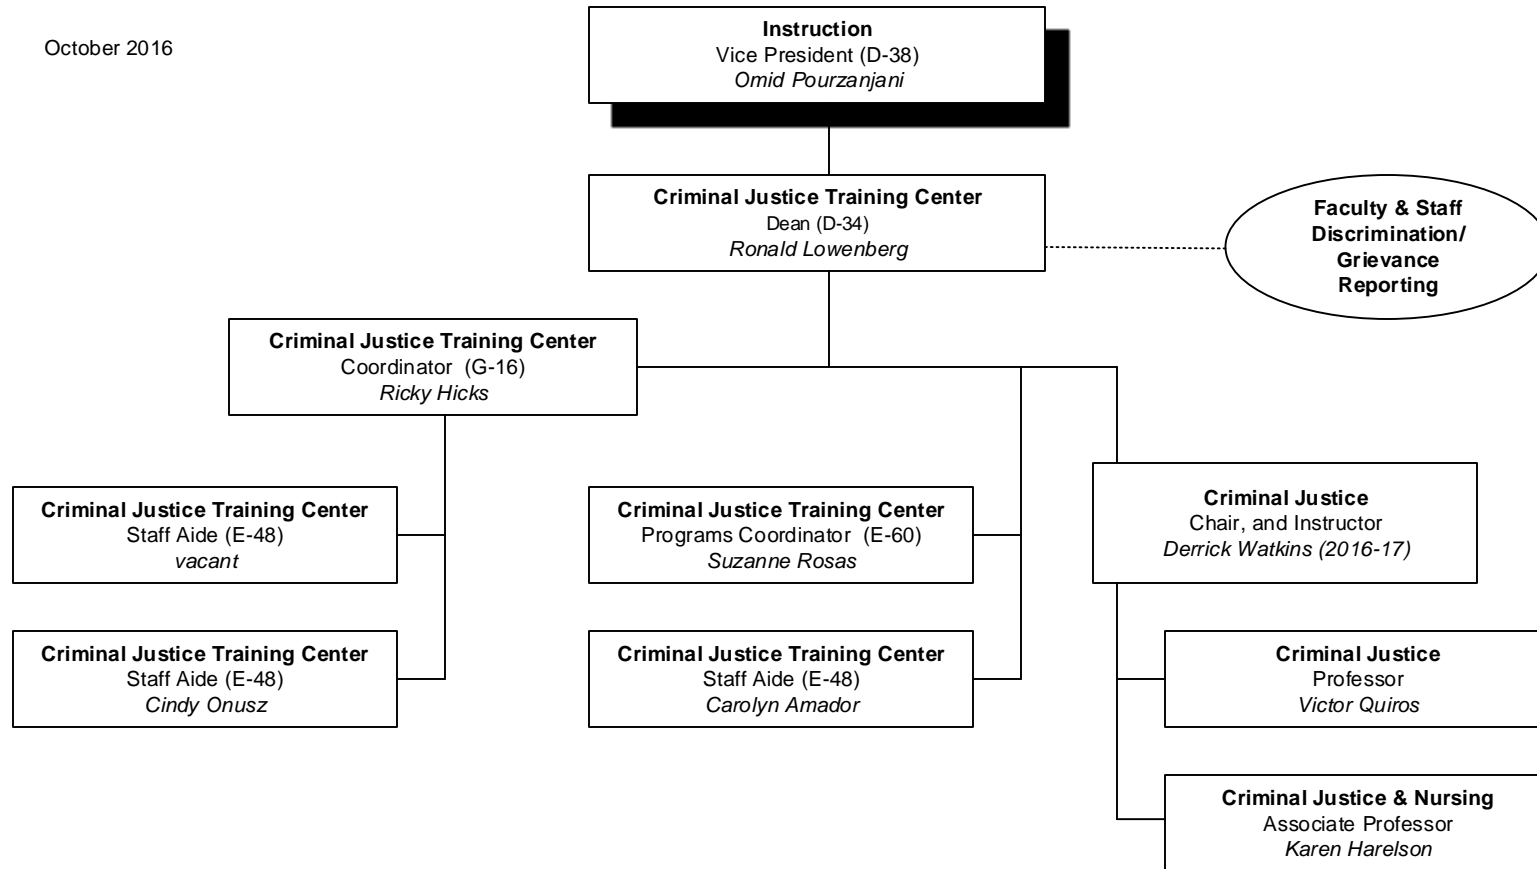 October 2016
Instruction
Vice President (D-38)
Omid Pourzanjani
Criminal Justice Training Center
Dean (D-34)
Ronald Lowenberg
Faculty & Staff
Discrimination/
Grievance
Reporting
Criminal Justice Training Center
Coordinator (G-16)
Ricky Hicks
Criminal Justice Training Center
Staff Aide (E-48)
vacant
Criminal Justice Training Center
Staff Aide (E-48)
Cindy Onusz
Criminal Justice Training Center
Programs Coordinator (E-60)
Suzanne Rosas
Criminal Justice Training Center
Staff Aide (E-48)
Carolyn Amador
Criminal Justice
Chair, and Instructor
Derrick Watkins (2016-17)
Criminal Justice
Professor
Victor Quiros
Criminal Justice & Nursing
Associate Professor
Karen Harelson